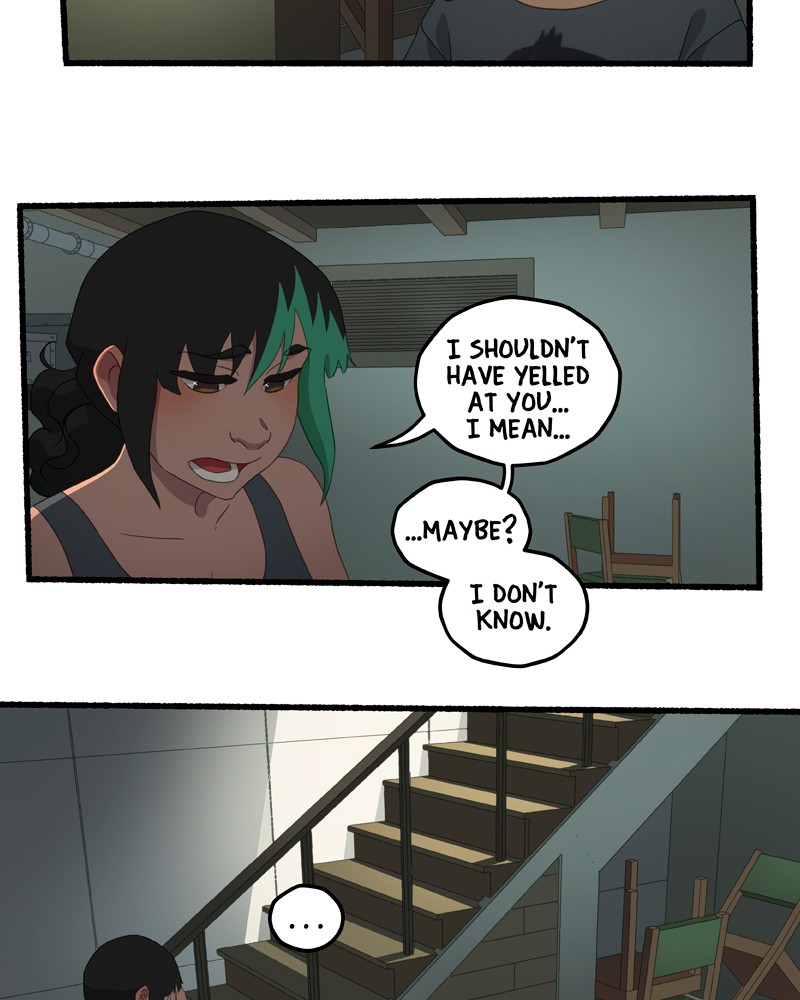 I SHOULDN'T
HAVE YELLED
AT YOU...
I MEAN...
...MAYBE?
I DON'T
KNOW.
...